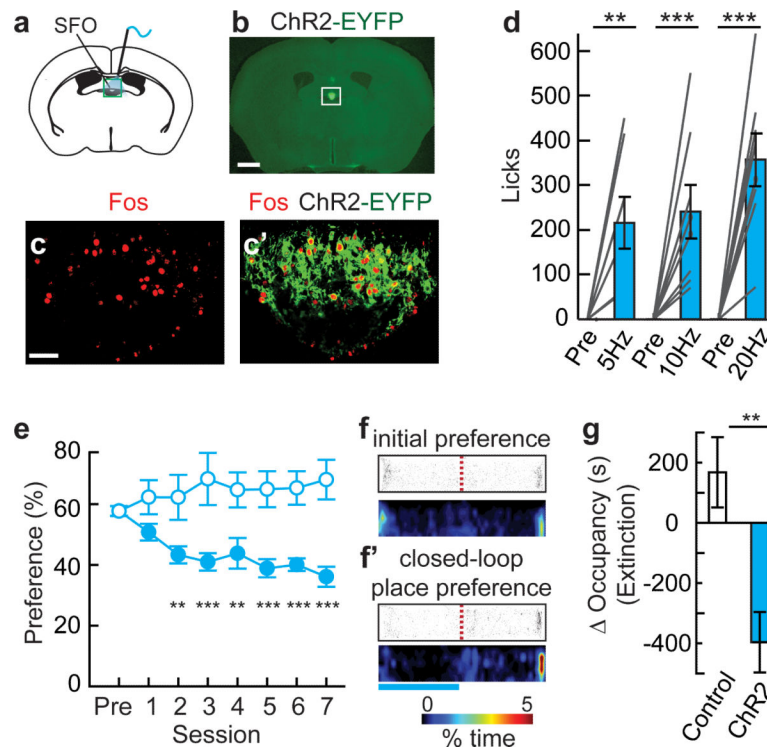 a
SFO
b
ChR2-EYFP
c
Fos
c'
Fos ChR2-EYFP
d
** *** ***
600
500
400
300
200
100
0
Licks
Pre 5Hz Pre 10Hz Pre 20Hz
e
80
60
40
20
0
Preference (%)
** *** ** *** *** ***
Pre 1 2 3 4 5 6 7
Session
f
initial preference
f'
closed-loop
place preference
0 5
% time
g
**
200
0
-200
-400
Δ Occupancy (s)
(Extinction)
Control ChR2